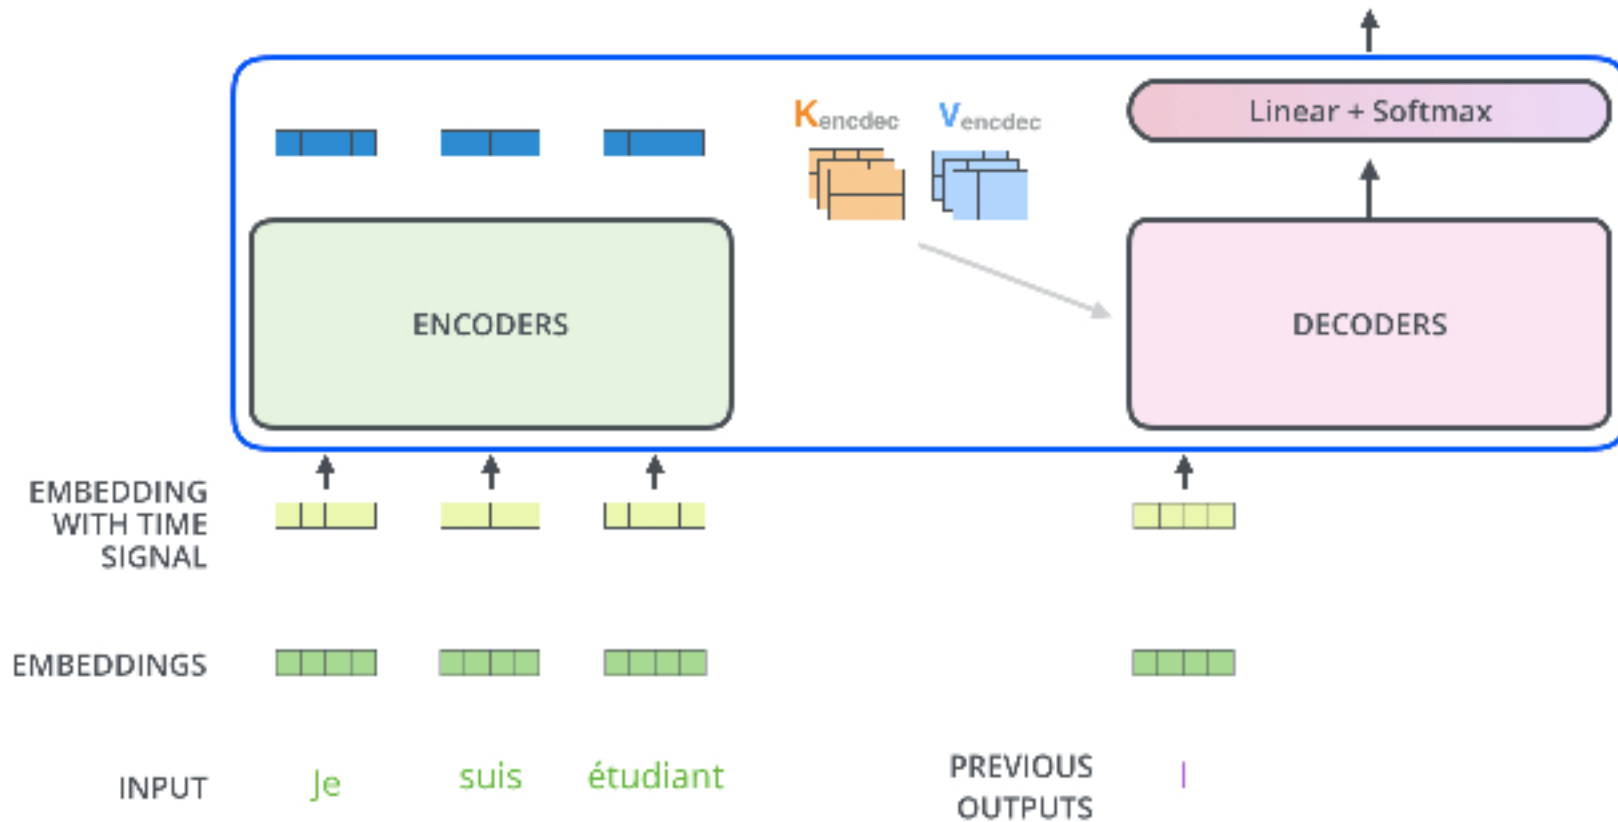 Kencdec
Vencdec
Linear + Softmax
ENCODERS
DECODERS
EMBEDDING
WITH TIME
SIGNAL
EMBEDDINGS
INPUT
Je
suis
étudiant
PREVIOUS
OUTPUTS
I